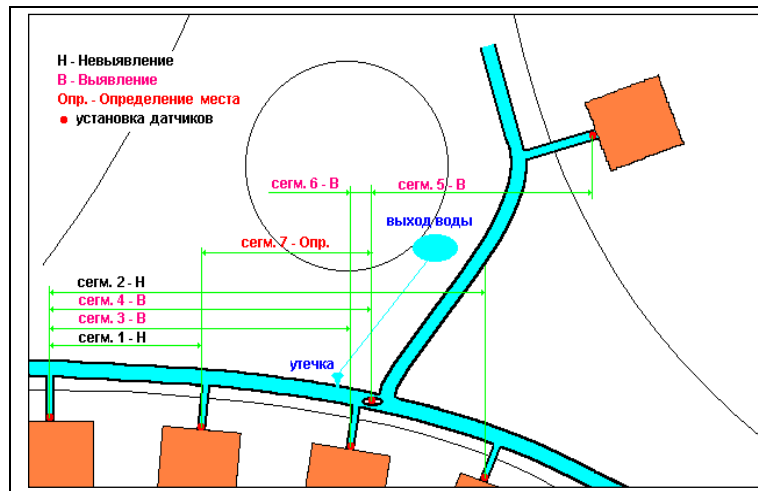 Н - Невыявление
В - Выявление
Опр. - Определение места
установка датчиков
сегм. 6 - В
сегм. 5 - В
выход воды
сегм. 7 - Опр.
сегм. 2 - Н
сегм. 4 - В
сегм. 3 - В
сегм. 1 - Н
утечка